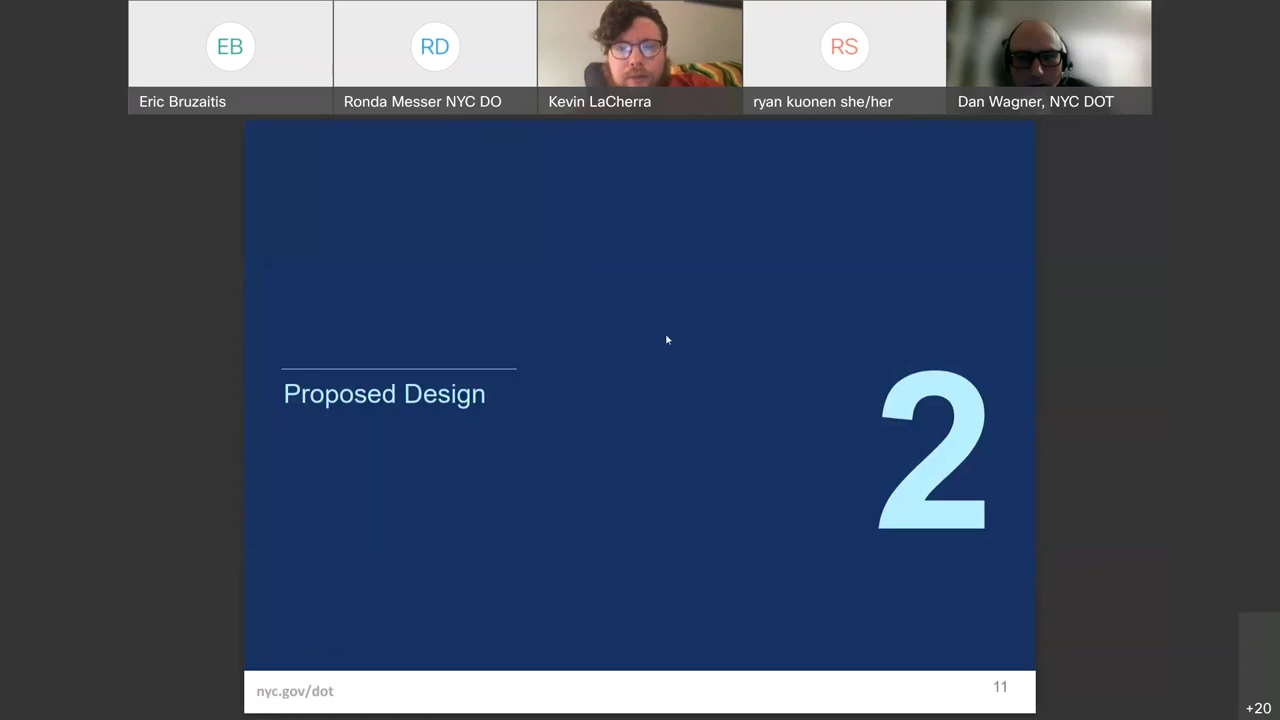 EB
RD
RS
Eric Bruzaitis
Ronda Messer NYC DO
Kevin LaCherra
ryan kuonen she/her
Dan Wagner, NYC DOT
Proposed Design
2
nyc.gov/dot
11
+20